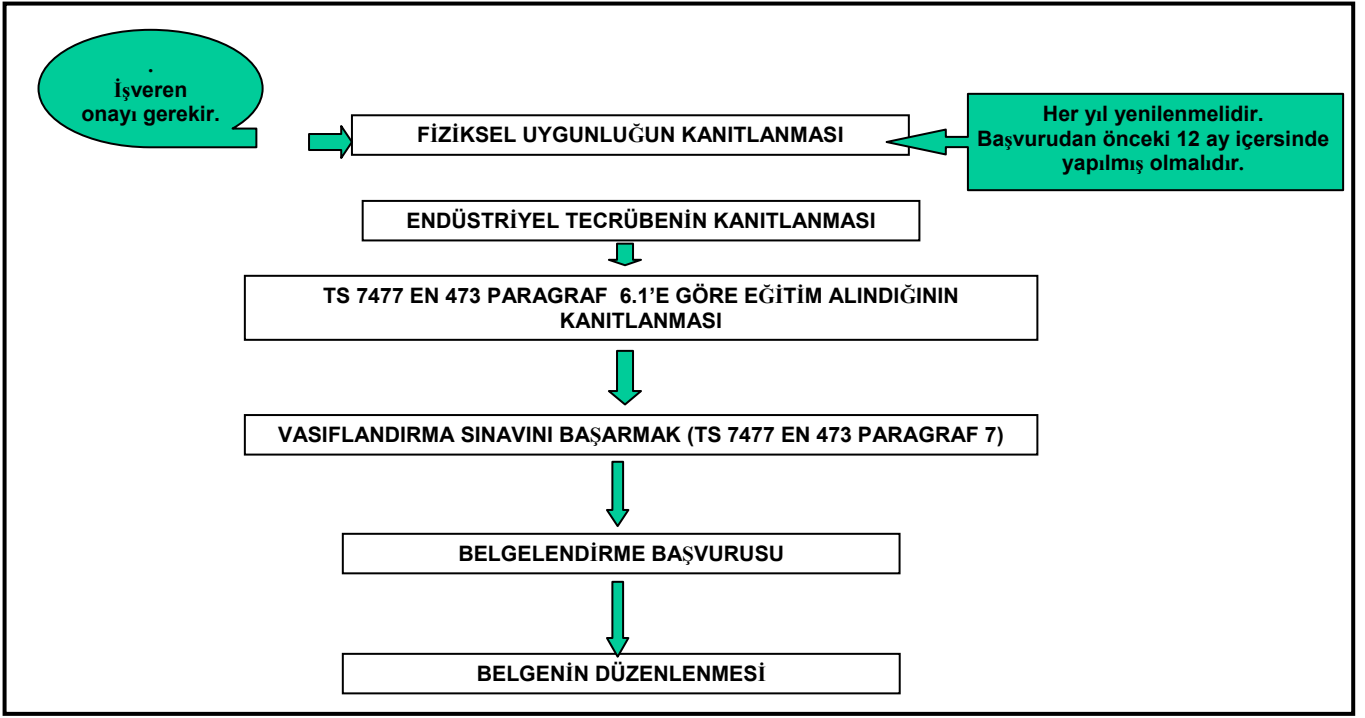 .
İşveren
onayı gerekir.
FİZİKSEL UYGUNLUĞUN KANITLANMASI
Her yıl yenilenmelidir.
Başvurudan önceki 12 ay içersinde
yapılmış olmalıdır.
ENDÜSTRİYEL TECRÜBENİN KANITLANMASI
TS 7477 EN 473 PARAGRAF 6.1’E GÖRE EĞİTİM ALINDIĞININ
KANITLANMASI
VASIFLANDIRMA SINAVINI BAŞARMAK (TS 7477 EN 473 PARAGRAF 7)
BELGELENDİRME BAŞVURUSU
BELGENİN DÜZENLENMESİ